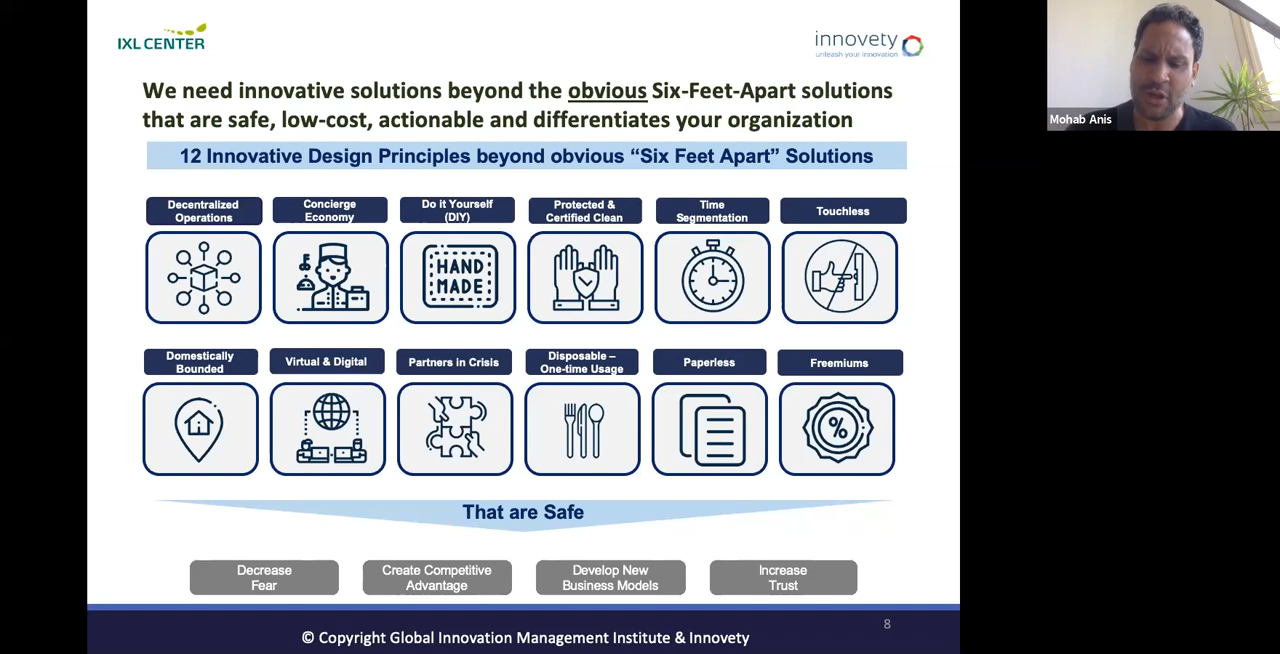 IXL CENTER
innovety
unleash your innovation
Mohab Anis
We need innovative solutions beyond the obvious Six-Feet-Apart solutions
that are safe, low-cost, actionable and differentiates your organization
12 Innovative Design Principles beyond obvious “Six Feet Apart” Solutions
Decentralized
Operations
Concierge
Economy
Do it Yourself
(DIY)
Protected &
Certified Clean
Time
Segmentation
Touchless
HAND
MADE
Domestically
Bounded
Virtual & Digital
Partners in Crisis
Disposable –
One-time Usage
Paperless
Freemiums
%
That are Safe
Decrease
Fear
Create Competitive
Advantage
Develop New
Business Models
Increase
Trust
8
© Copyright Global Innovation Management Institute & Innovety